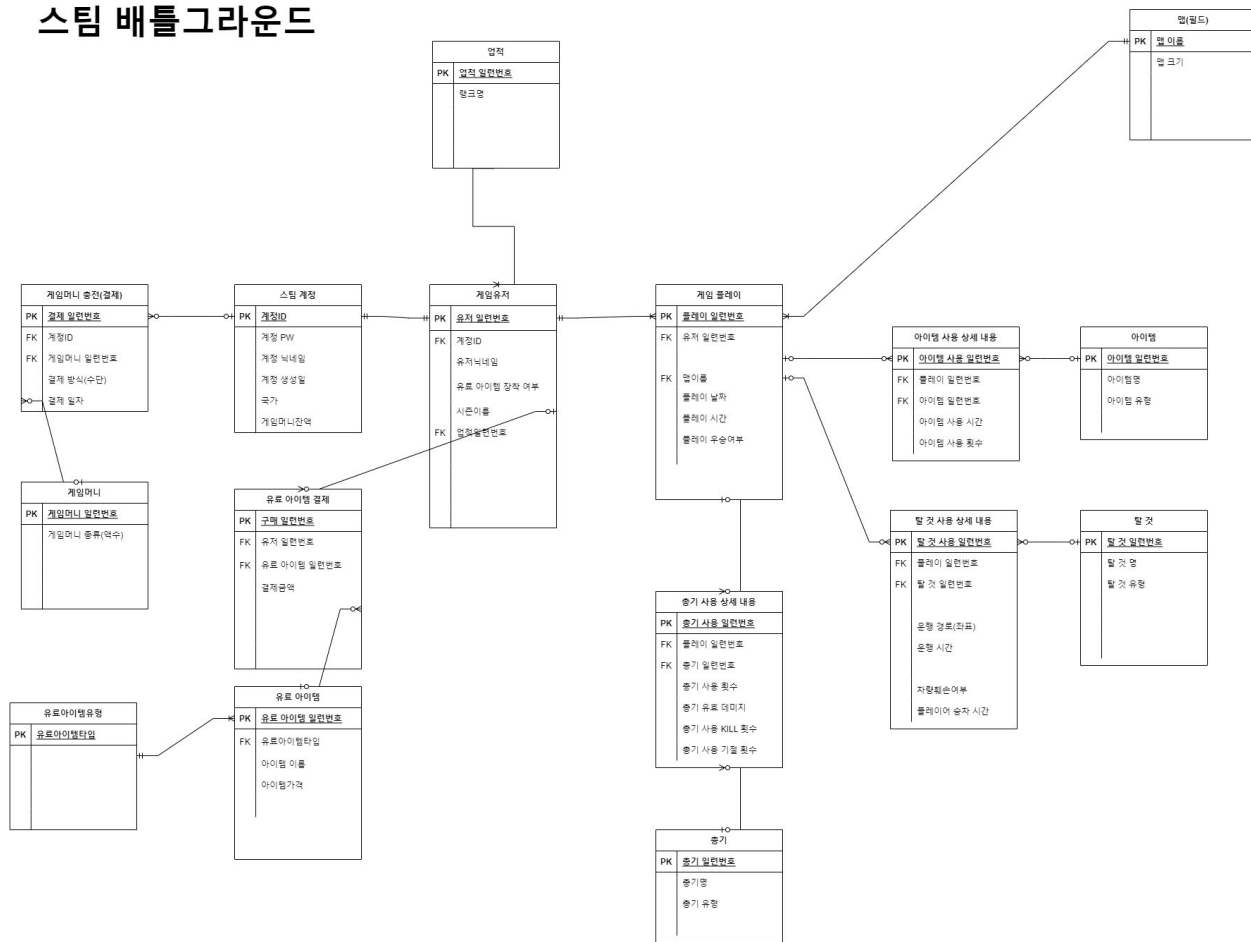 스팀 배틀그라운드
맵(필드)
PK 맵 이름
맵 크기
업적
PK 업적 일련번호
랭크명
게임머니 충전(결제)
PK 결제 일련번호
FK 계정ID
FK 게임머니 일련번호
결제 방식(수단)
결제 일자
스팀 계정
PK 계정ID
계정 PW
계정 닉네임
계정 생성일
국가
게임머니잔액
게임유저
PK 유저 일련번호
FK 계정ID
유저닉네임
유료 아이템 장착 여부
시즌이름
FK 업적일련번호
게임 플레이
PK 플레이 일련번호
FK 유저 일련번호
FK 맵이름
플레이 날짜
플레이 시간
플레이 우승여부
아이템 사용 상세 내용
PK 아이템 사용 일련번호
FK 플레이 일련번호
FK 아이템 일련번호
아이템 사용 시간
아이템 사용 횟수
아이템
PK 아이템 일련번호
아이템명
아이템 유형
게임머니
PK 게임머니 일련번호
게임머니 종류(액수)
유료 아이템 결제
PK 구매 일련번호
FK 유저 일련번호
FK 유료 아이템 일련번호
결제금액
탈 것 사용 상세 내용
PK 탈 것 사용 일련번호
FK 플레이 일련번호
FK 탈 것 일련번호
운행 경로(좌표)
운행 시간
차량훼손여부
플레이어 승차 시간
탈 것
PK 탈 것 일련번호
탈 것 명
탈 것 유형
총기 사용 상세 내용
PK 총기 사용 일련번호
FK 플레이 일련번호
FK 총기 일련번호
총기 사용 횟수
총기 유효 데미지
총기 사용 KILL 횟수
총기 사용 기절 횟수
유료아이템유형
PK 유료아이템타입
유료 아이템
PK 유료 아이템 일련번호
FK 유료아이템타입
아이템 이름
아이템가격
총기
PK 총기 일련번호
총기명
총기 유형